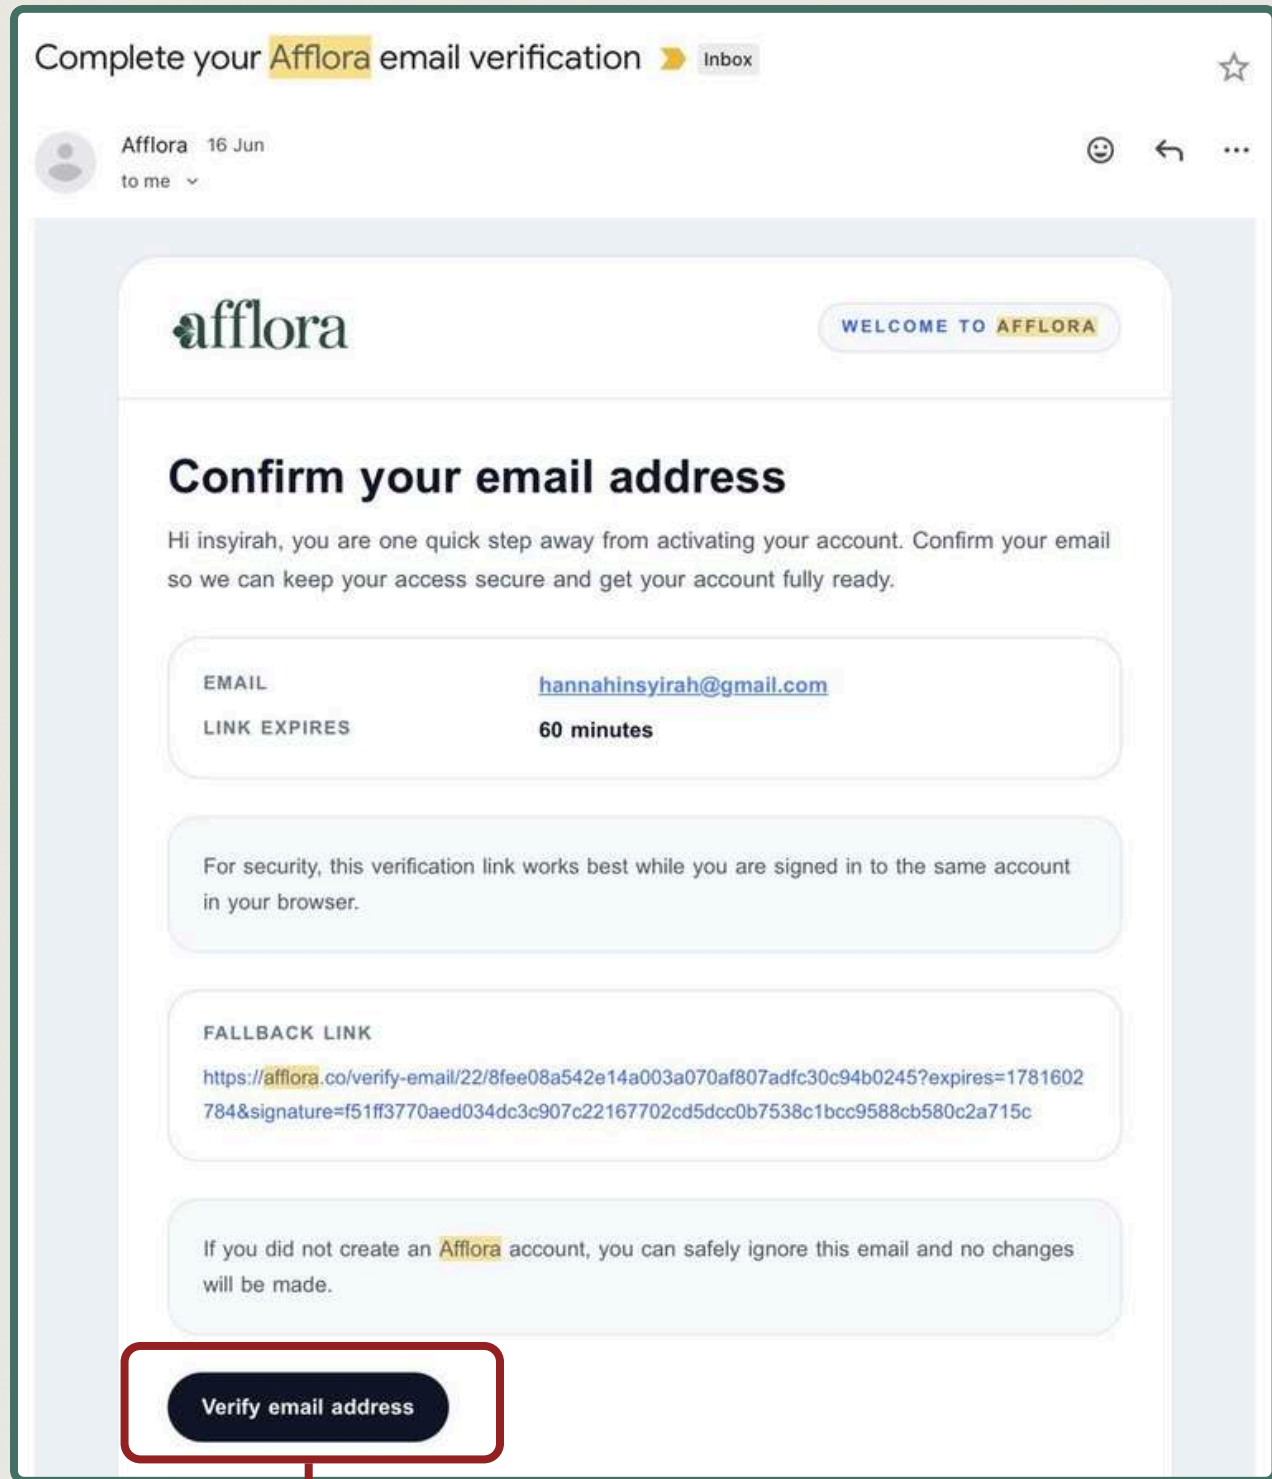 Complete your Afflora email verification Inbox
Afflora 16 Jun
to me
afflora
WELCOME TO AFFLORA
Confirm your email address
Hi insyirah, you are one quick step away from activating your account. Confirm your email
so we can keep your access secure and get your account fully ready.
EMAIL hannahinsyirah@gmail.com
LINK EXPIRES 60 minutes
For security, this verification link works best while you are signed in to the same account
in your browser.
FALLBACK LINK
https://afflora.co/verify-email/22/8fee08a542e14a003a070af807adfc30c94b0245?expires=1781602
784&signature=f51ff3770aed034dc3c907c22167702cd5dcc0b7538c1bcc9588cb580c2a715c
If you did not create an Afflora account, you can safely ignore this email and no changes
will be made.
Verify email address